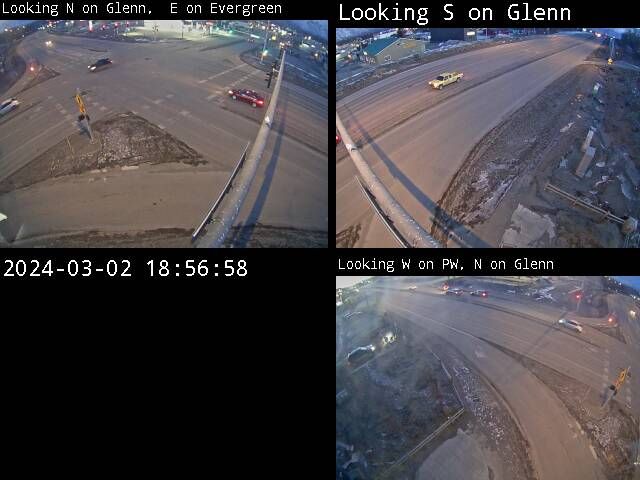 Looking N on Glenn,  E on Evergreen
Looking S on Glenn
2024-03-02 18:56:58
Looking W on PW, N on Glenn